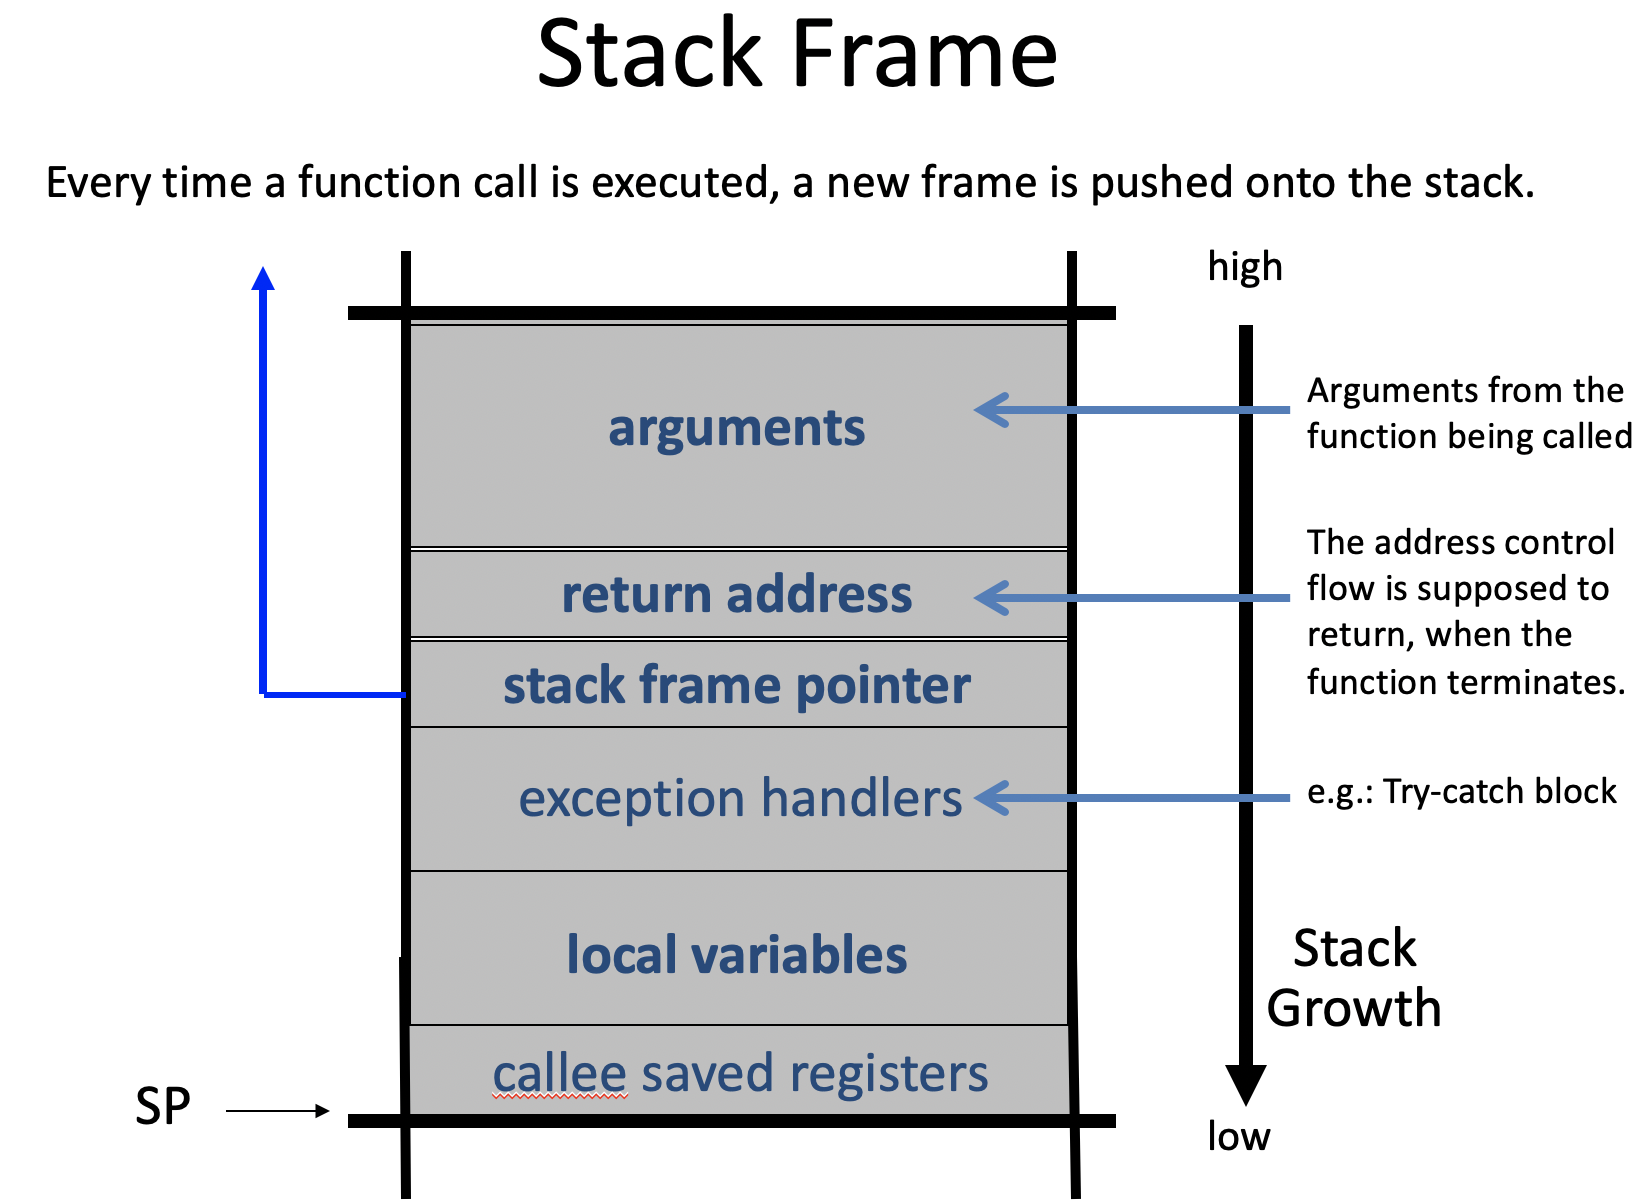 Stack Frame
Every time a function call is executed, a new frame is pushed onto the stack.
high
arguments
Arguments from the
function being called
return address
The address control
flow is supposed to
return, when the
function terminates.
stack frame pointer
exception handlers
e.g.: Try-catch block
local variables
Stack
Growth
callee saved registers
SP
low